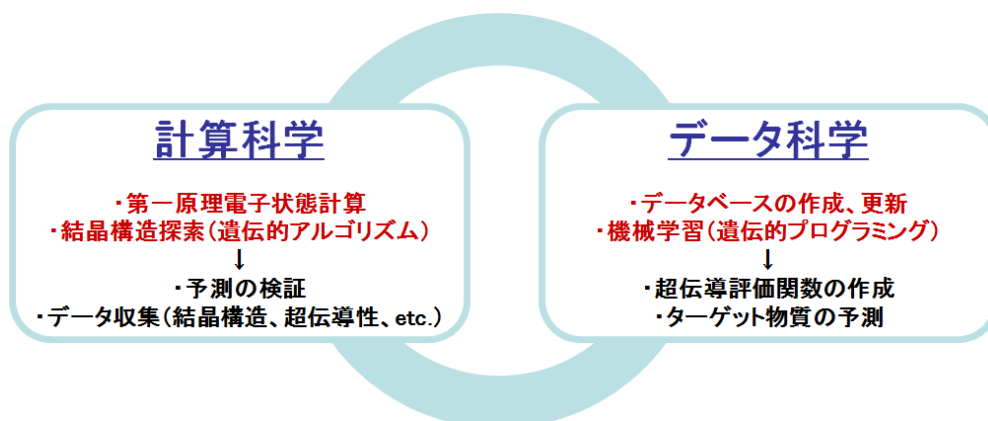 計算科学
・第一原理電子状態計算
・結晶構造探索(遺伝的アルゴリズム)
↓
・予測の検証
・データ収集(結晶構造、超伝導性、etc.)
データ科学
・データベースの作成、更新
・機械学習(遺伝的プログラミング)
↓
・超伝導評価関数の作成
・ターゲット物質の予測